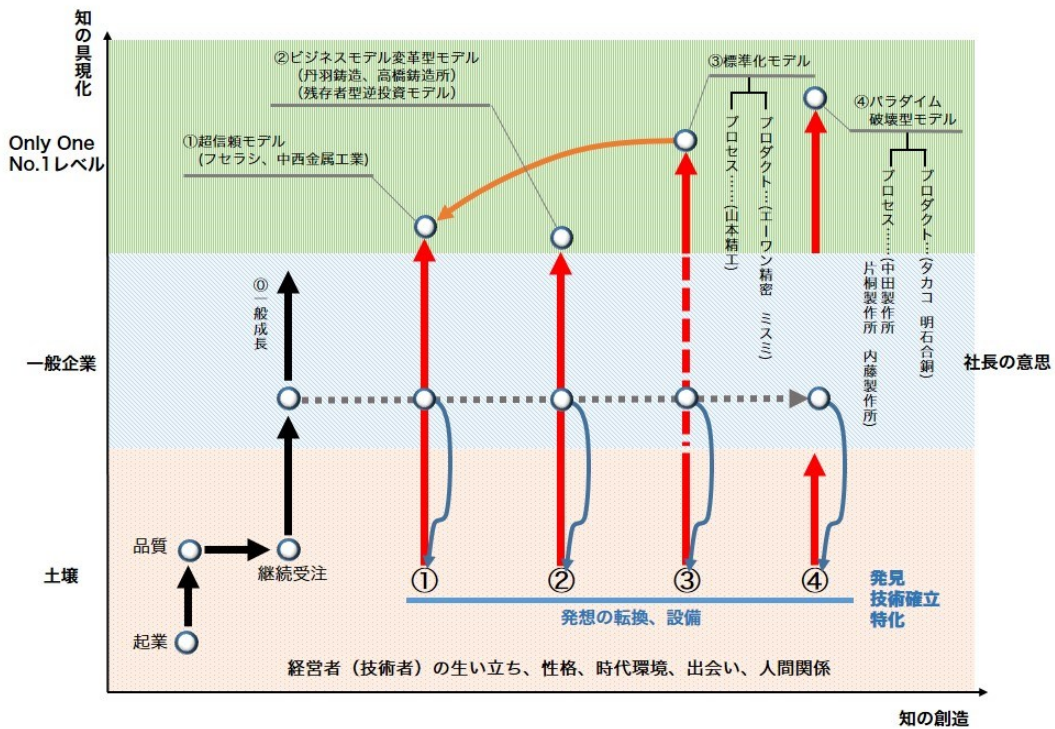 知の具現化
②ビジネスモデル変革型モデル
(丹羽鋳造、高橋鋳造所)
(残存者型逆投資モデル)
③標準化モデル
プロダクト…(エーワン精密 ミスミ)
プロセス……(山本精工)
④パラダイム
破壊型モデル
プロダクト…(タカコ 明石合銅)
プロセス……(中田製作所
片桐製作所 内藤製作所)
Only One
No.1レベル
①超信頼モデル
(フセラシ、中西金属工業)
⓪一般成長
一般企業
社長の意思
品質
継続受注
土壌
起業
①
②
③
④
発見
技術確立
特化
発想の転換、設備
経営者(技術者)の生い立ち、性格、時代環境、出会い、人間関係
知の創造